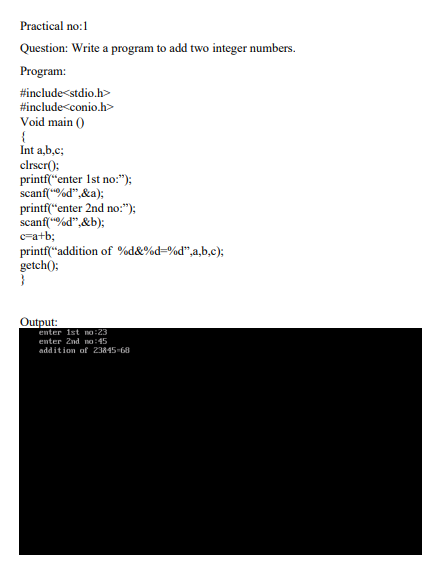 Practical no:1
Question: Write a program to add two integer numbers.
Program:
#include<stdio.h>
#include<conio.h>
Void main ()
{
Int a,b,c;
clrscr();
printf(“enter 1st no:”);
scanf(“%d”,&a);
printf(“enter 2nd no:”);
scanf(“%d”,&b);
c=a+b;
printf(“addition of %d&%d=%d”,a,b,c);
getch();
}
Output:
enter 1st no:23
enter 2nd no:45
addition of 23&45=68